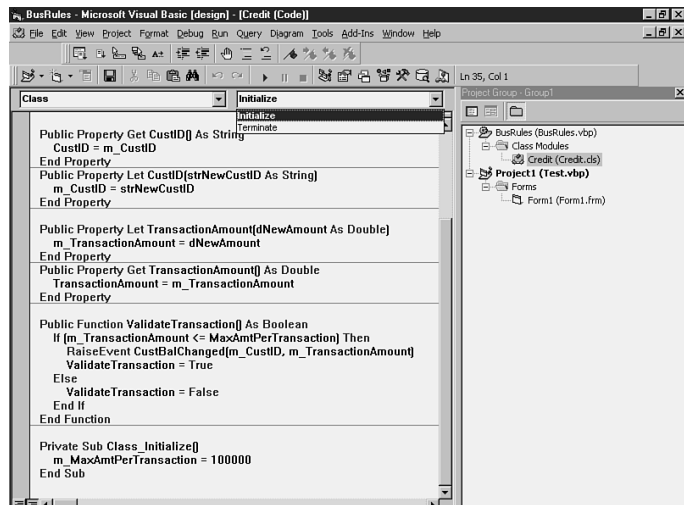 BusRules - Microsoft Visual Basic [design] - [Credit (Code)]
File Edit View Project Format Debug Run Query Diagram Tools Add-Ins Window Help
Ln 35, Col 1
Class
Initialize
Initialize
Terminate
Public Property Get CustID() As String
CustID = m_CustID
End Property
Public Property Let CustID(strNewCustID As String)
m_CustID = strNewCustID
End Property
Public Property Let TransactionAmount(dNewAmount As Double)
m_TransactionAmount = dNewAmount
End Property
Public Property Get TransactionAmount() As Double
TransactionAmount = m_TransactionAmount
End Property
Public Function ValidateTransaction() As Boolean
If (m_TransactionAmount <= MaxAmtPerTransaction) Then
RaiseEvent CustBalChanged(m_CustID, m_TransactionAmount)
ValidateTransaction = True
Else
ValidateTransaction = False
End If
End Function
Private Sub Class_Initialize()
m_MaxAmtPerTransaction = 100000
End Sub
Project Group - Group1
BusRules (BusRules.vbp)
Class Modules
Credit (Credit.cls)
Project1 (Test.vbp)
Forms
Form1 (Form1.frm)